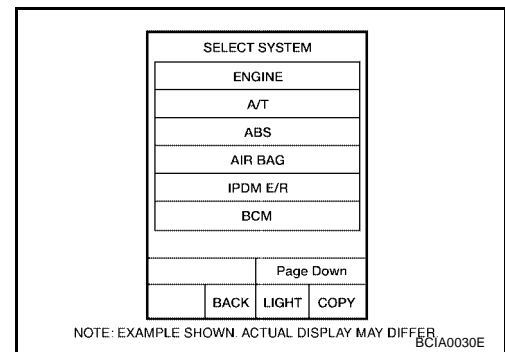 SELECT SYSTEM
ENGINE
A/T
ABS
AIR BAG
IPDM E/R
BCM
Page Down
BACK LIGHT COPY
NOTE: EXAMPLE SHOWN. ACTUAL DISPLAY MAY DIFFER.
BCIA0030E